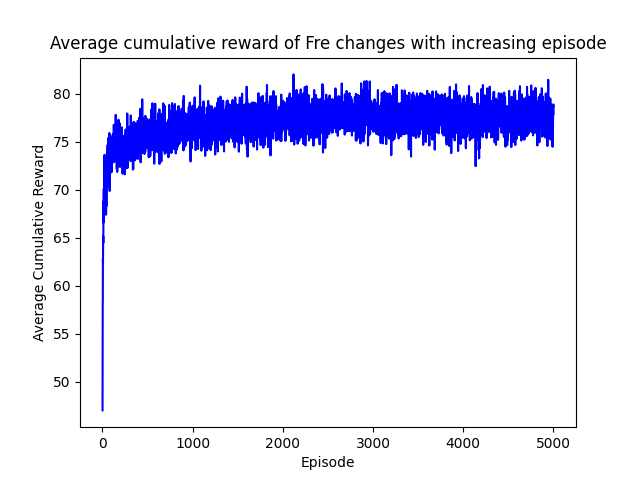 Average cumulative reward of Fre changes with increasing episode
Average Cumulative Reward
80
75
70
65
60
55
50
0 1000 2000 3000 4000 5000
Episode